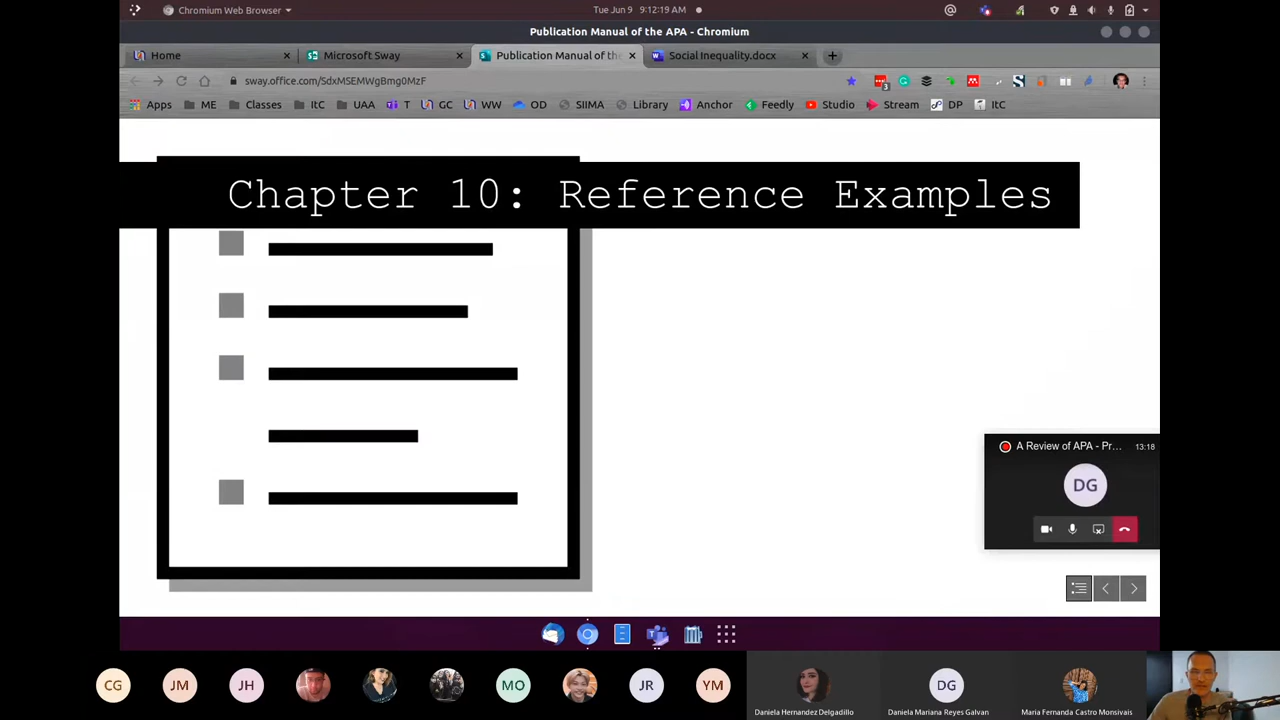 Chromium Web Browser
Tue Jun 9 9:12:19 AM
Publication Manual of the APA - Chromium
Home
Microsoft Sway
Publication Manual of the
Social Inequality.docx
sway.office.com/SdxMSEMWgBmg0MzF
3
Apps
ME
Classes
ItC
UAA
T
GC
WW
OD
SIIMA
Library
Anchor
Feedly
Studio
Stream
DP
ItC
Chapter 10: Reference Examples
A Review of APA - Pr... 13:18
DG
CG
JM
JH
MO
JR
YM
DG
Daniela Hernandez Delgadillo
Daniela Mariana Reyes Galvan
Maria Fernanda Castro Monsivais